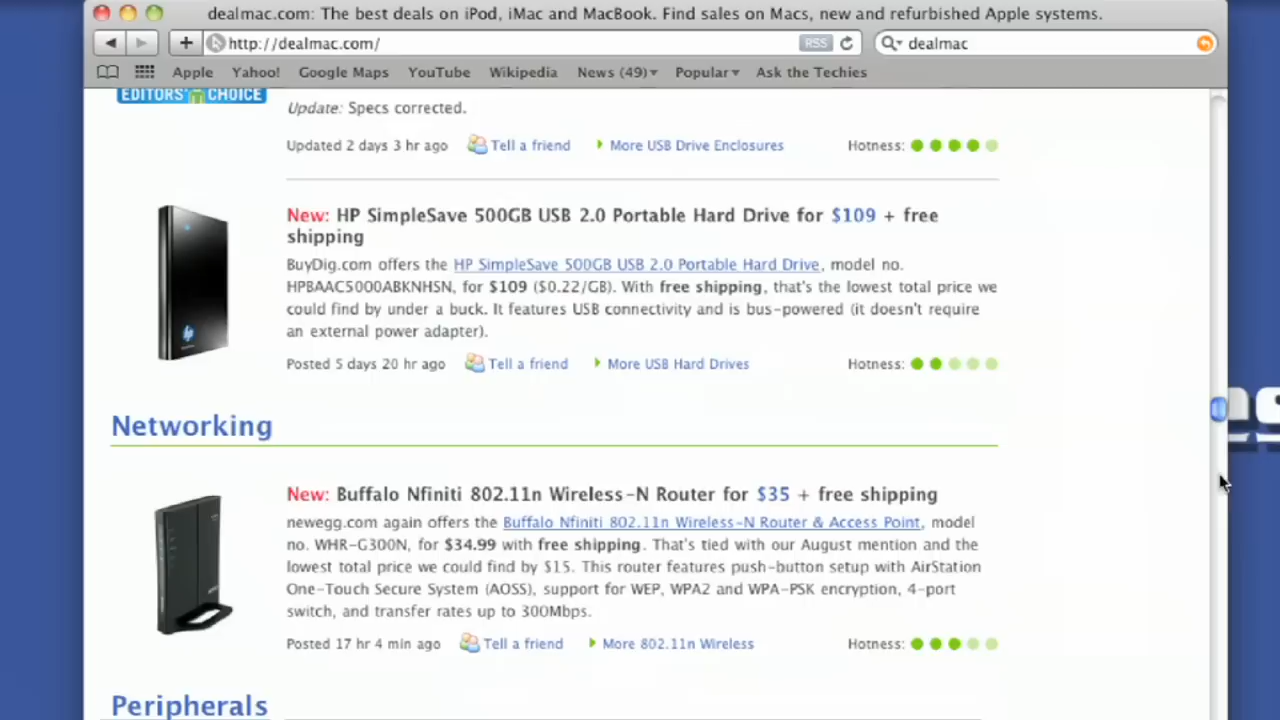 dealmac.com: The best deals on iPod, iMac and MacBook. Find sales on Macs, new and refurbished Apple systems.
http://dealmac.com/ RSS dealmac
Apple Yahoo! Google Maps YouTube Wikipedia News (49) Popular Ask the Techies
EDITORS' CHOICE
Update: Specs corrected.
Updated 2 days 3 hr ago Tell a friend More USB Drive Enclosures Hotness:
New: HP SimpleSave 500GB USB 2.0 Portable Hard Drive for $109 + free
shipping
BuyDig.com offers the HP SimpleSave 500GB USB 2.0 Portable Hard Drive, model no.
HPBAAC5000ABKNHSN, for $109 ($0.22/GB). With free shipping, that's the lowest total price we
could find by under a buck. It features USB connectivity and is bus-powered (it doesn't require
an external power adapter).
Posted 5 days 20 hr ago Tell a friend More USB Hard Drives Hotness:
Networking
New: Buffalo Nfiniti 802.11n Wireless-N Router for $35 + free shipping
newegg.com again offers the Buffalo Nfiniti 802.11n Wireless-N Router & Access Point, model
no. WHR-G300N, for $34.99 with free shipping. That's tied with our August mention and the
lowest total price we could find by $15. This router features push-button setup with AirStation
One-Touch Secure System (AOSS), support for WEP, WPA2 and WPA-PSK encryption, 4-port
switch, and transfer rates up to 300Mbps.
Posted 17 hr 4 min ago Tell a friend More 802.11n Wireless Hotness:
Peripherals